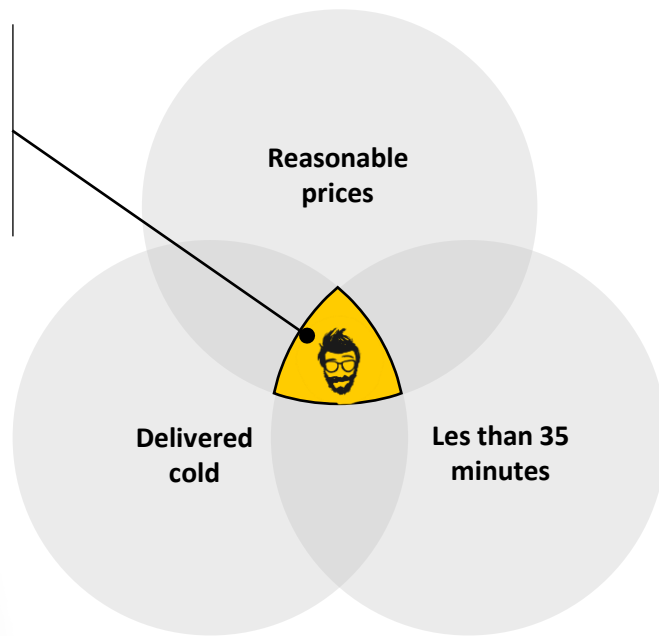 Reasonable
prices
Delivered
cold
Les than 35
minutes